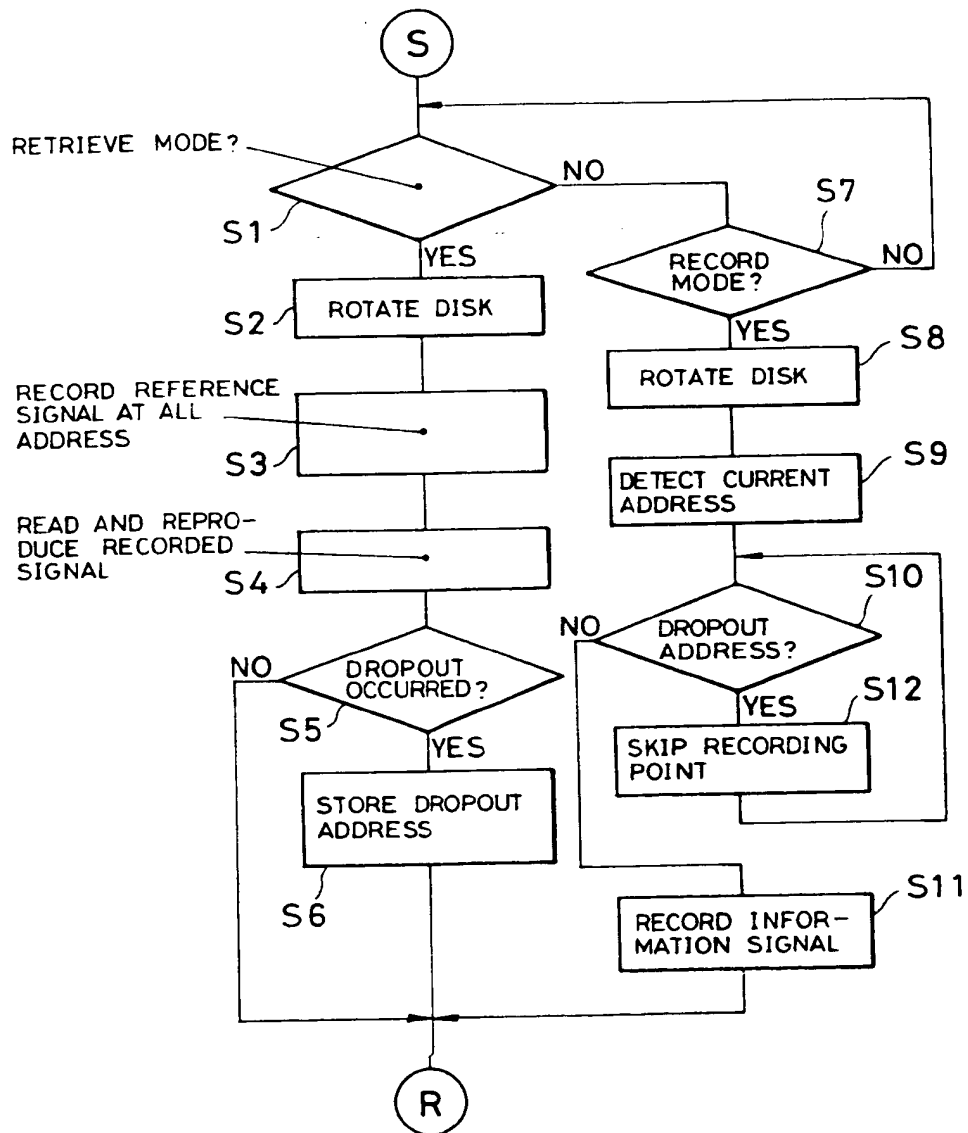 S
RETRIEVE MODE?
NO
S1
S7
YES
RECORD
MODE?
NO
S2
ROTATE DISK
YES
S8
ROTATE DISK
RECORD REFERENCE
SIGNAL AT ALL
ADDRESS
S3
S9
DETECT CURRENT
ADDRESS
READ AND REPRO-
DUCE RECORDED
SIGNAL
S4
S10
NO
DROPOUT
ADDRESS?
NO
DROPOUT
OCCURRED?
S5
YES
S12
YES
SKIP RECORDING
POINT
STORE DROPOUT
ADDRESS
S6
S11
RECORD INFOR-
MATION SIGNAL
R